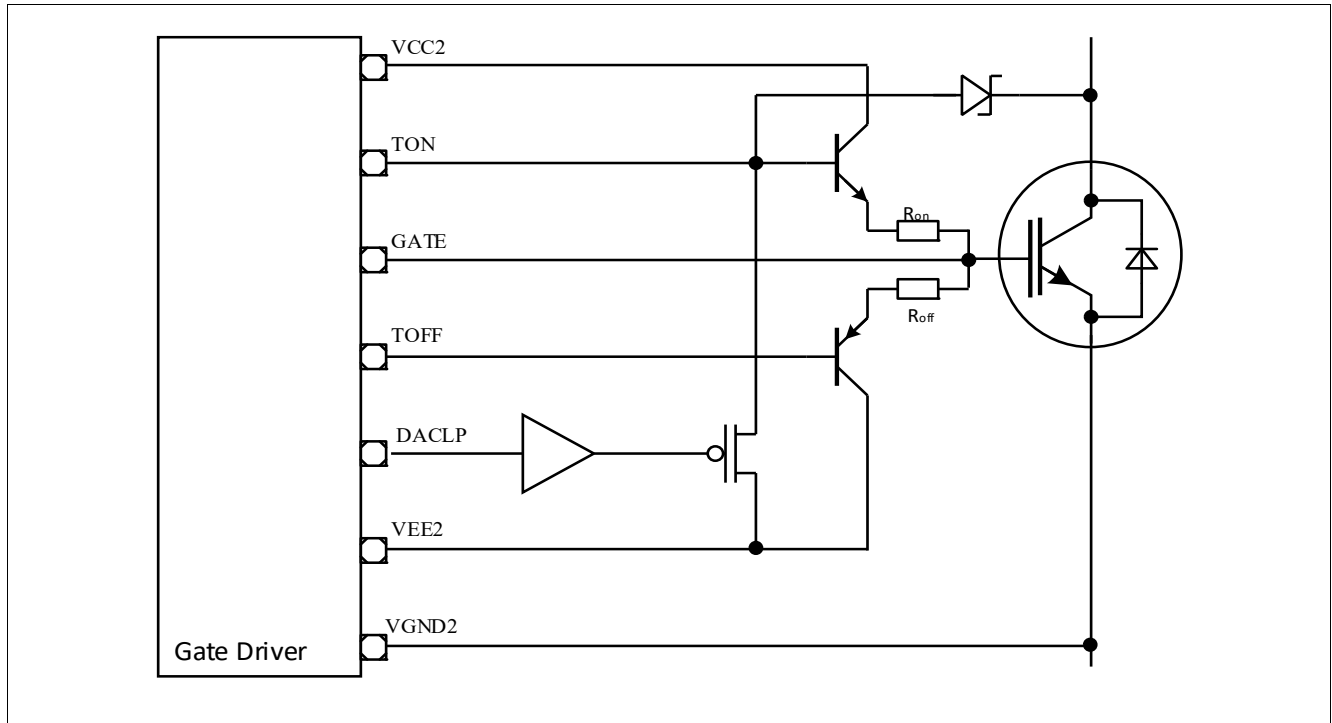 VCC2
TON
Ron
GATE
Roff
TOFF
DACLP
VEE2
VGND2
Gate Driver